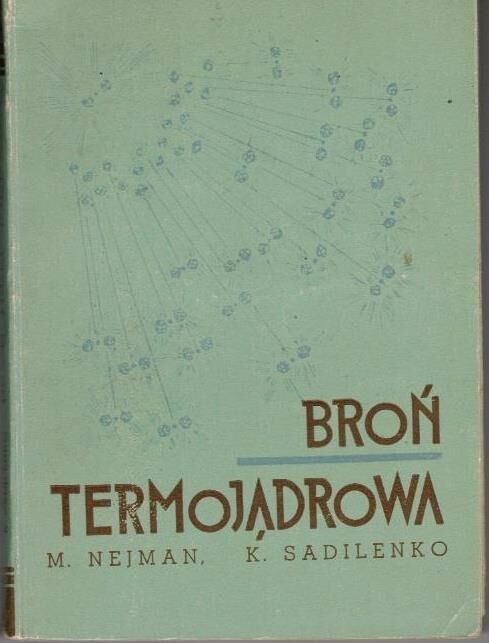 BROŃ
TERMOJĄDROWA
M. NEJMAN, K. SADILENKO